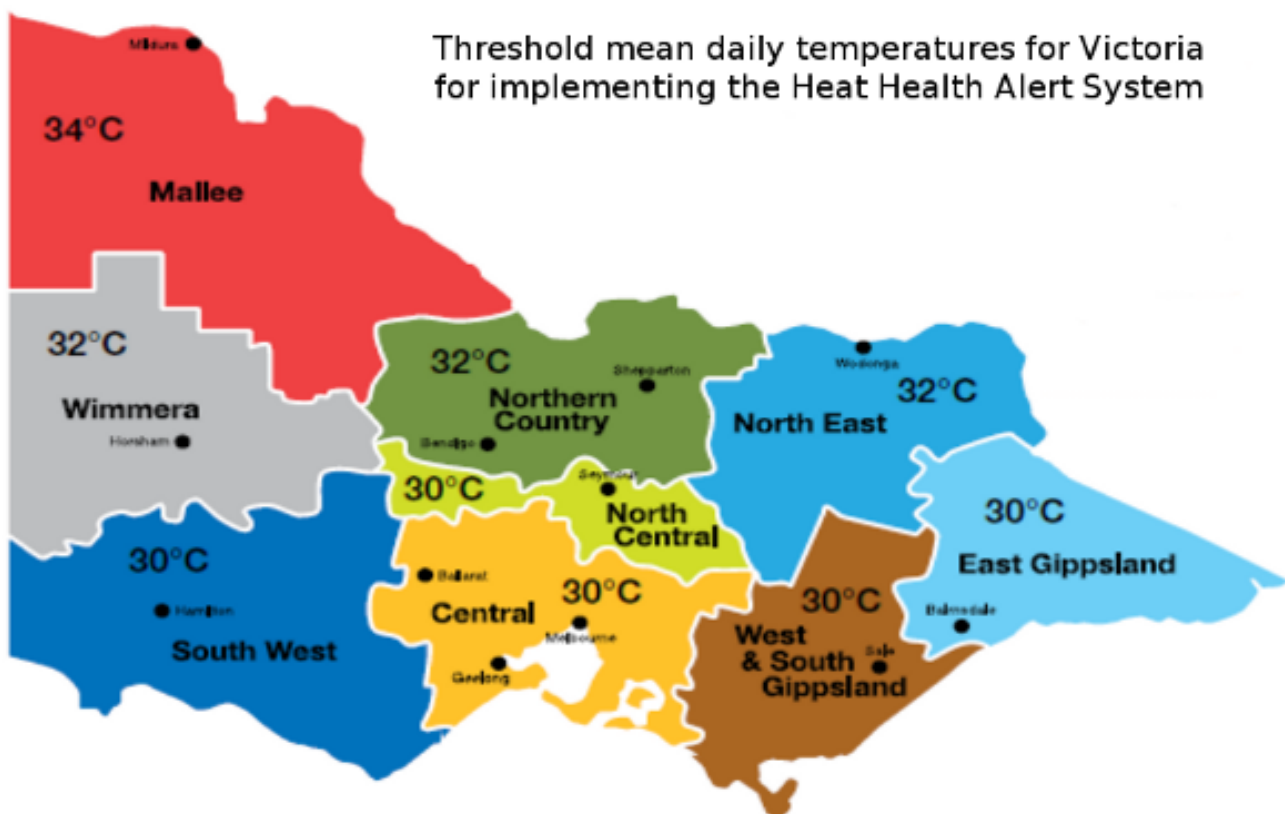 Threshold mean daily temperatures for Victoria
for implementing the Heat Health Alert System
Mildura
34°C
Mallee
32°C
Wimmera
Horsham
32°C
Shepparton
Northern
Country
Bendigo
Wodonga
32°C
North East
30°C
Seymour
North
Central
30°C
Hamilton
South West
Ballarat
30°C
Central
Melbourne
Geelong
30°C
West
& South
Gippsland
Sale
30°C
East Gippsland
Bairnsdale